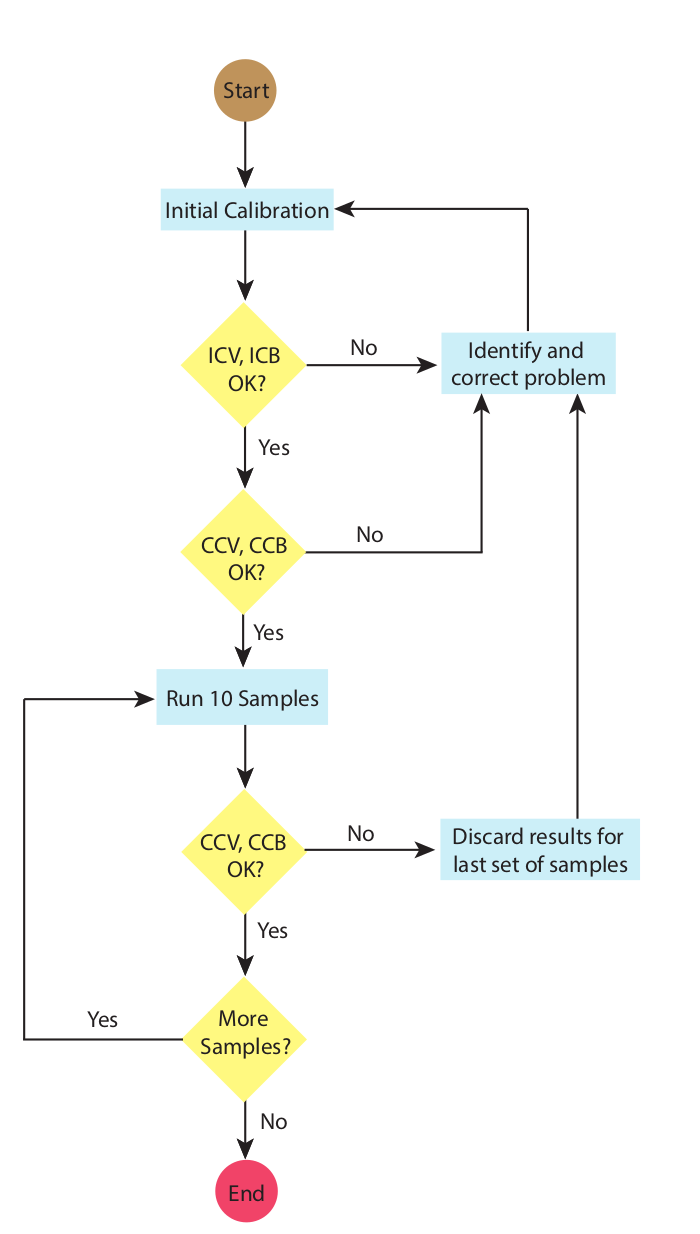 Start
Initial Calibration
ICV, ICB
OK?
No
Identify and
correct problem
Yes
CCV, CCB
OK?
No
Yes
Run 10 Samples
CCV, CCB
OK?
No
Discard results for
last set of samples
Yes
More
Samples?
Yes
No
End